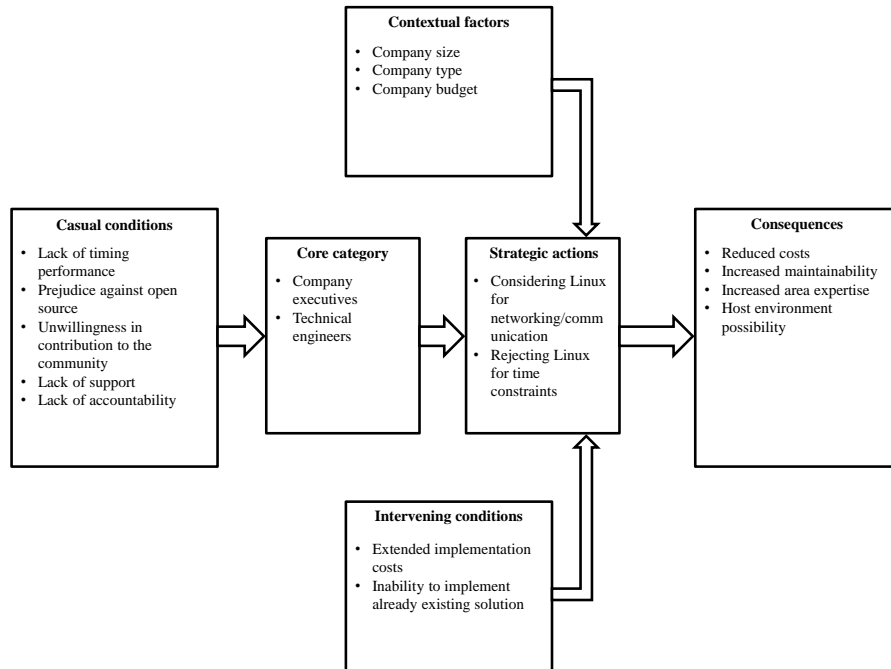 Contextual factors
• Company size
• Company type
• Company budget
Casual conditions
• Lack of timing
performance
• Prejudice against open
source
• Unwillingness in
contribution to the
community
• Lack of support
• Lack of accountability
Core category
• Company
executives
• Technical
engineers
Strategic actions
• Considering Linux
for
networking/comm
unication
• Rejecting Linux
for time
constraints
Consequences
• Reduced costs
• Increased maintainability
• Increased area expertise
• Host environment
possibility
Intervening conditions
• Extended implementation
costs
• Inability to implement
already existing solution